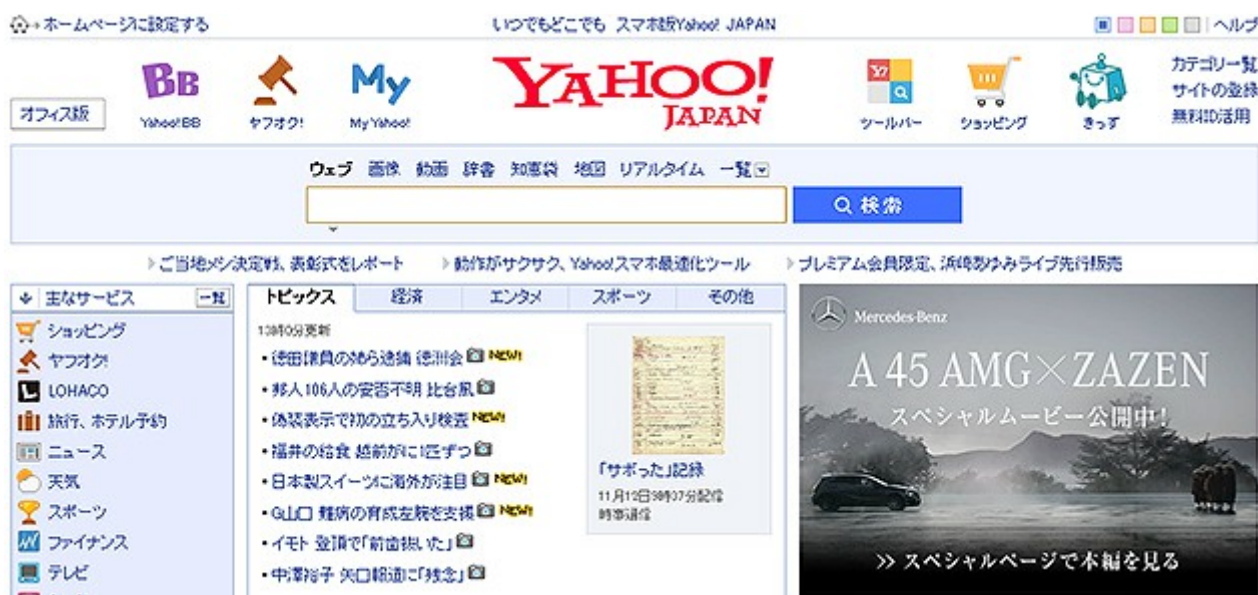 ホームページに設定する
いつでもどこでも スマホ版Yahoo! JAPAN
ヘルプ
オフィス版
BB
Yahoo!BB
ヤフオク!
My
My Yahoo!
YAHOO!
JAPAN
Y!
ツールバー
ショッピング
きっず
カテゴリ一覧
サイトの登録
無料ID活用
ウェブ 画像 動画 辞書 知恵袋 地図 リアルタイム 一覧
検索
ご当地メシ決定戦、表彰式をレポート
動作がサクサク、Yahoo!スマホ最適化ツール
プレミアム会員限定、浜崎あゆみライブ先行販売
主なサービス 一覧
ショッピング
ヤフオク!
LOHACO
旅行、ホテル予約
ニュース
天気
スポーツ
ファイナンス
テレビ
トピックス 経済 エンタメ スポーツ その他
13時0分更新
・徳田議員の姉ら逮捕 徳洲会 NEW!
・邦人106人の安否不明 比台風
・偽装表示で初の立ち入り検査 NEW!
・福井の給食 越前がに1匹ずつ
・日本製スイーツに海外が注目 NEW!
・G山口 難病の育成左腕を支援 NEW!
・イモト 登頂で「前歯抜いた」
・中澤裕子 矢口報道に「残念」
「サボった」記録
11月12日9時37分配信
時事通信
Mercedes-Benz
A 45 AMG×ZAZEN
スペシャルムービー公開中!
>> スペシャルページで本編を見る